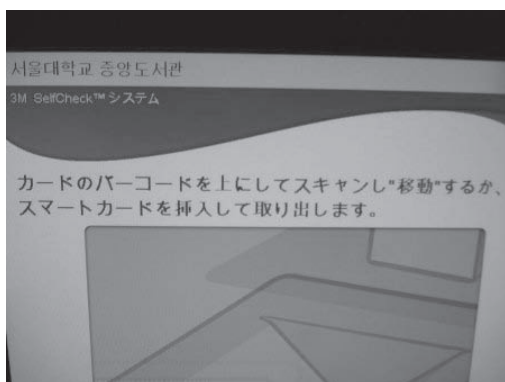 서울대학교 중앙도서관
3M SelfCheck™ システム
カードのバーコードを上にしてスキャンし"移動"するか、
スマートカードを挿入して取り出します。